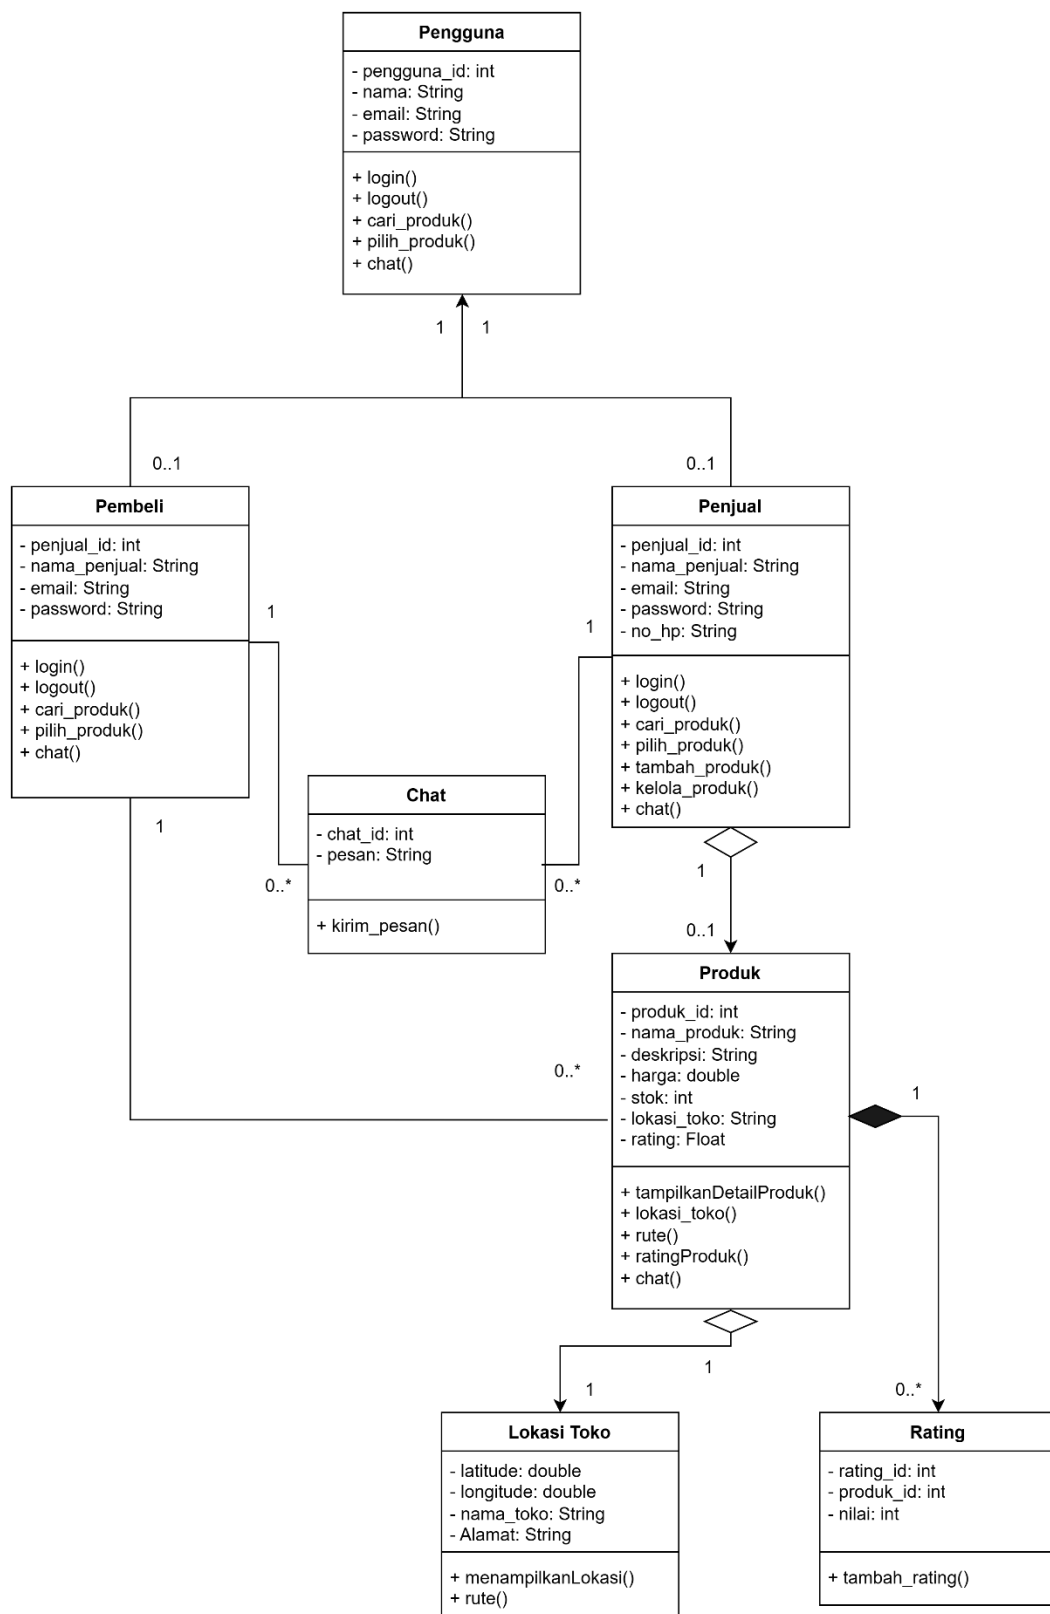 Pengguna
- pengguna_id: int
- nama: String
- email: String
- password: String
+ login()
+ logout()
+ cari_produk()
+ pilih_produk()
+ chat()
1
1
0..1
0..1
Pembeli
- penjual_id: int
- nama_penjual: String
- email: String
- password: String
+ login()
+ logout()
+ cari_produk()
+ pilih_produk()
+ chat()
1
1
Penjual
- penjual_id: int
- nama_penjual: String
- email: String
- password: String
- no_hp: String
+ login()
+ logout()
+ cari_produk()
+ pilih_produk()
+ tambah_produk()
+ kelola_produk()
+ chat()
1
Chat
- chat_id: int
- pesan: String
+ kirim_pesan()
0..*
0..*
1
0..1
Produk
- produk_id: int
- nama_produk: String
- deskripsi: String
- harga: double
- stok: int
- lokasi_toko: String
- rating: Float
+ tampilkanDetailProduk()
+ lokasi_toko()
+ rute()
+ ratingProduk()
+ chat()
0..*
1
1
1
0..*
Lokasi Toko
- latitude: double
- longitude: double
- nama_toko: String
- Alamat: String
+ menampilkanLokasi()
+ rute()
Rating
- rating_id: int
- produk_id: int
- nilai: int
+ tambah_rating()